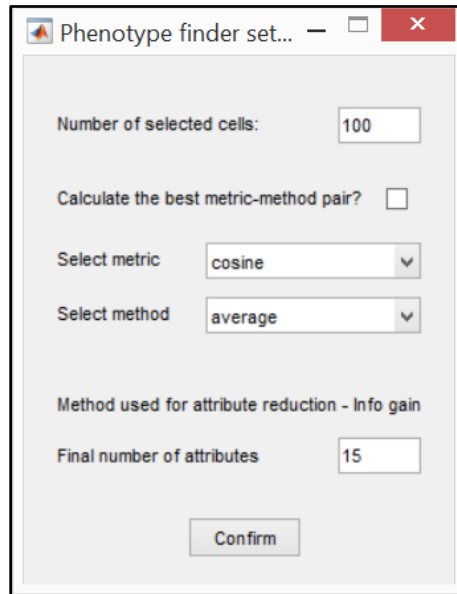 Phenotype finder set...
Number of selected cells: 100
Calculate the best metric-method pair?
Select metric cosine
Select method average
Method used for attribute reduction - Info gain
Final number of attributes 15
Confirm